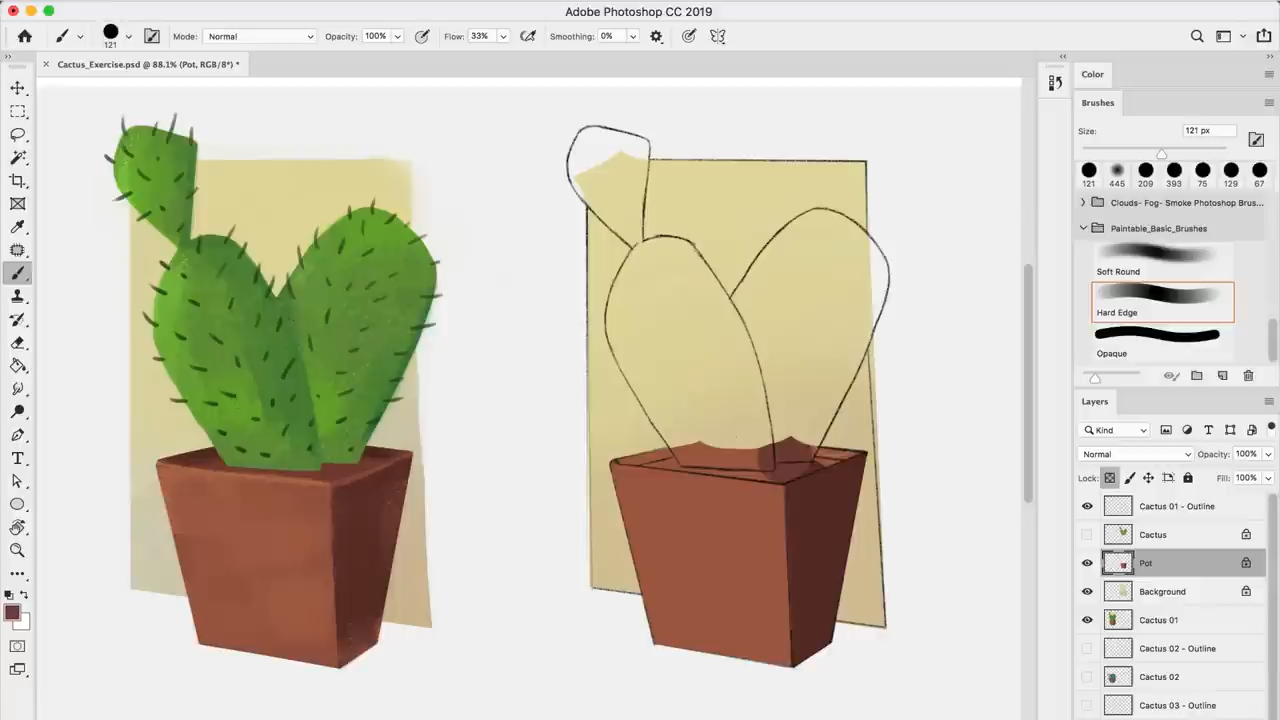 Adobe Photoshop CC 2019
121
Mode: Normal
Opacity: 100%
Flow: 33%
Smoothing: 0%
Cactus_Exercise.psd @ 88.1% (Pot, RGB/8*) *
Color
Brushes
Size: 121 px
121 445 209 393 75 129 67
Clouds- Fog- Smoke Photoshop Brus...
Paintable_Basic_Brushes
Soft Round
Hard Edge
Opaque
Layers
Kind
Normal Opacity: 100%
Lock: Fill: 100%
Cactus 01 - Outline
Cactus
Pot
Background
Cactus 01
Cactus 02 - Outline
Cactus 02
Cactus 03 - Outline